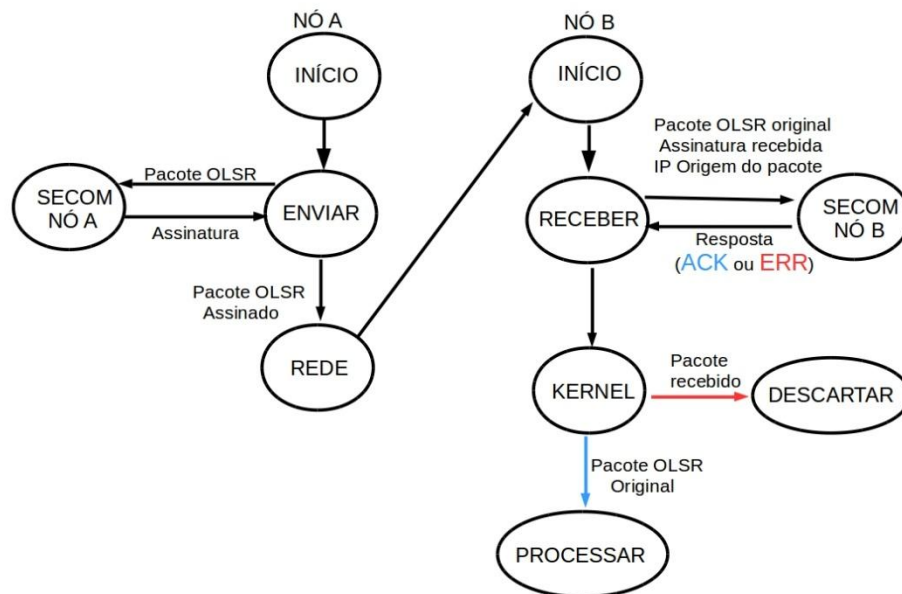 NÓ A
INÍCIO
Pacote OLSR
SECOM
NÓ A
ENVIAR
Assinatura
Pacote OLSR
Assinado
REDE
NÓ B
INÍCIO
Pacote OLSR original
Assinatura recebida
IP Origem do pacote
RECEBER
SECOM
NÓ B
Resposta
(ACK ou ERR)
KERNEL
Pacote
recebido
DESCARTAR
Pacote OLSR
Original
PROCESSAR